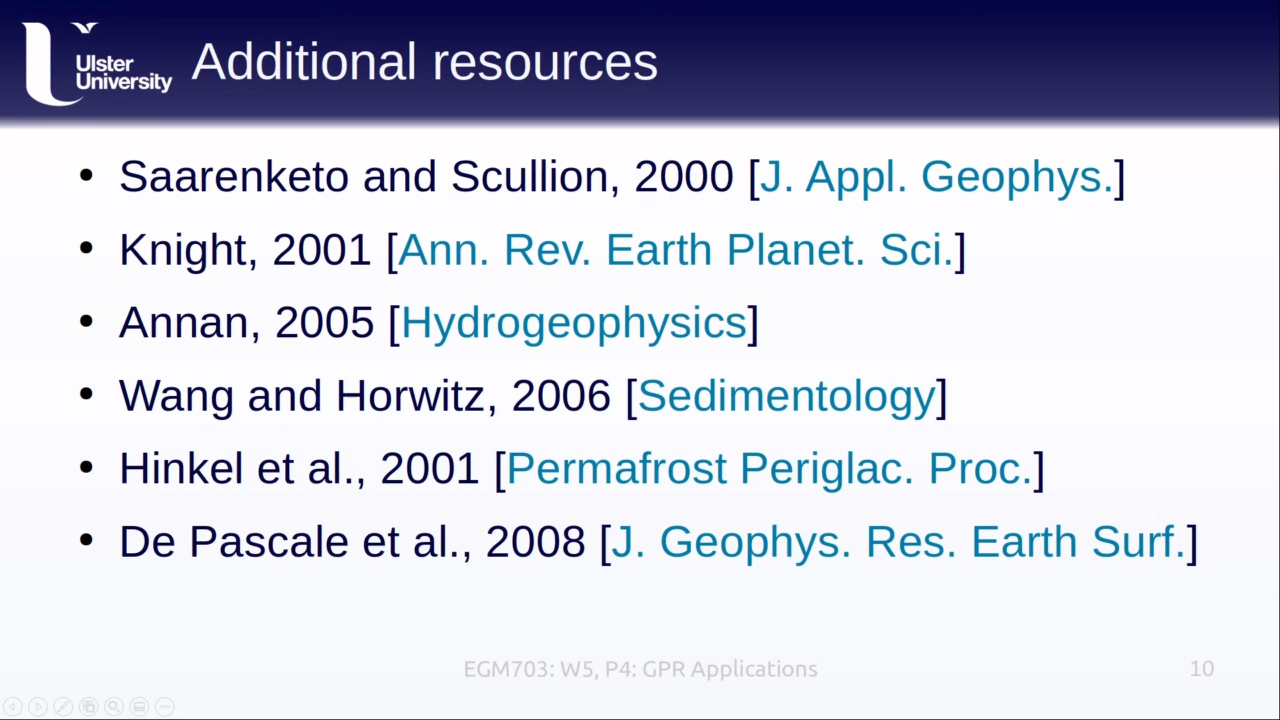 Ulster
University
Additional resources
• Saarenketo and Scullion, 2000 [J. Appl. Geophys.]
• Knight, 2001 [Ann. Rev. Earth Planet. Sci.]
• Annan, 2005 [Hydrogeophysics]
• Wang and Horwitz, 2006 [Sedimentology]
• Hinkel et al., 2001 [Permafrost Periglac. Proc.]
• De Pascale et al., 2008 [J. Geophys. Res. Earth Surf.]
EGM703: W5, P4: GPR Applications
10